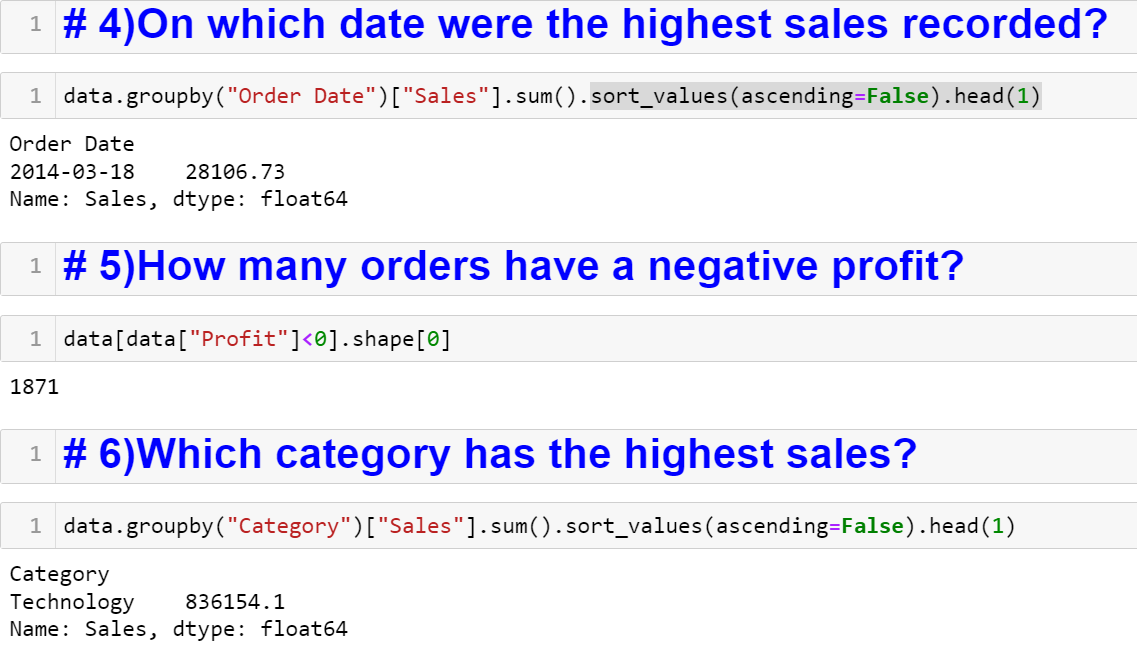 1 # 4)On which date were the highest sales recorded?
1 data.groupby("Order Date")["Sales"].sum().sort_values(ascending=False).head(1)
Order Date
2014-03-18    28106.73
Name: Sales, dtype: float64
1 # 5)How many orders have a negative profit?
1 data[data["Profit"]<0].shape[0]
1871
1 # 6)Which category has the highest sales?
1 data.groupby("Category")["Sales"].sum().sort_values(ascending=False).head(1)
Category
Technology    836154.1
Name: Sales, dtype: float64